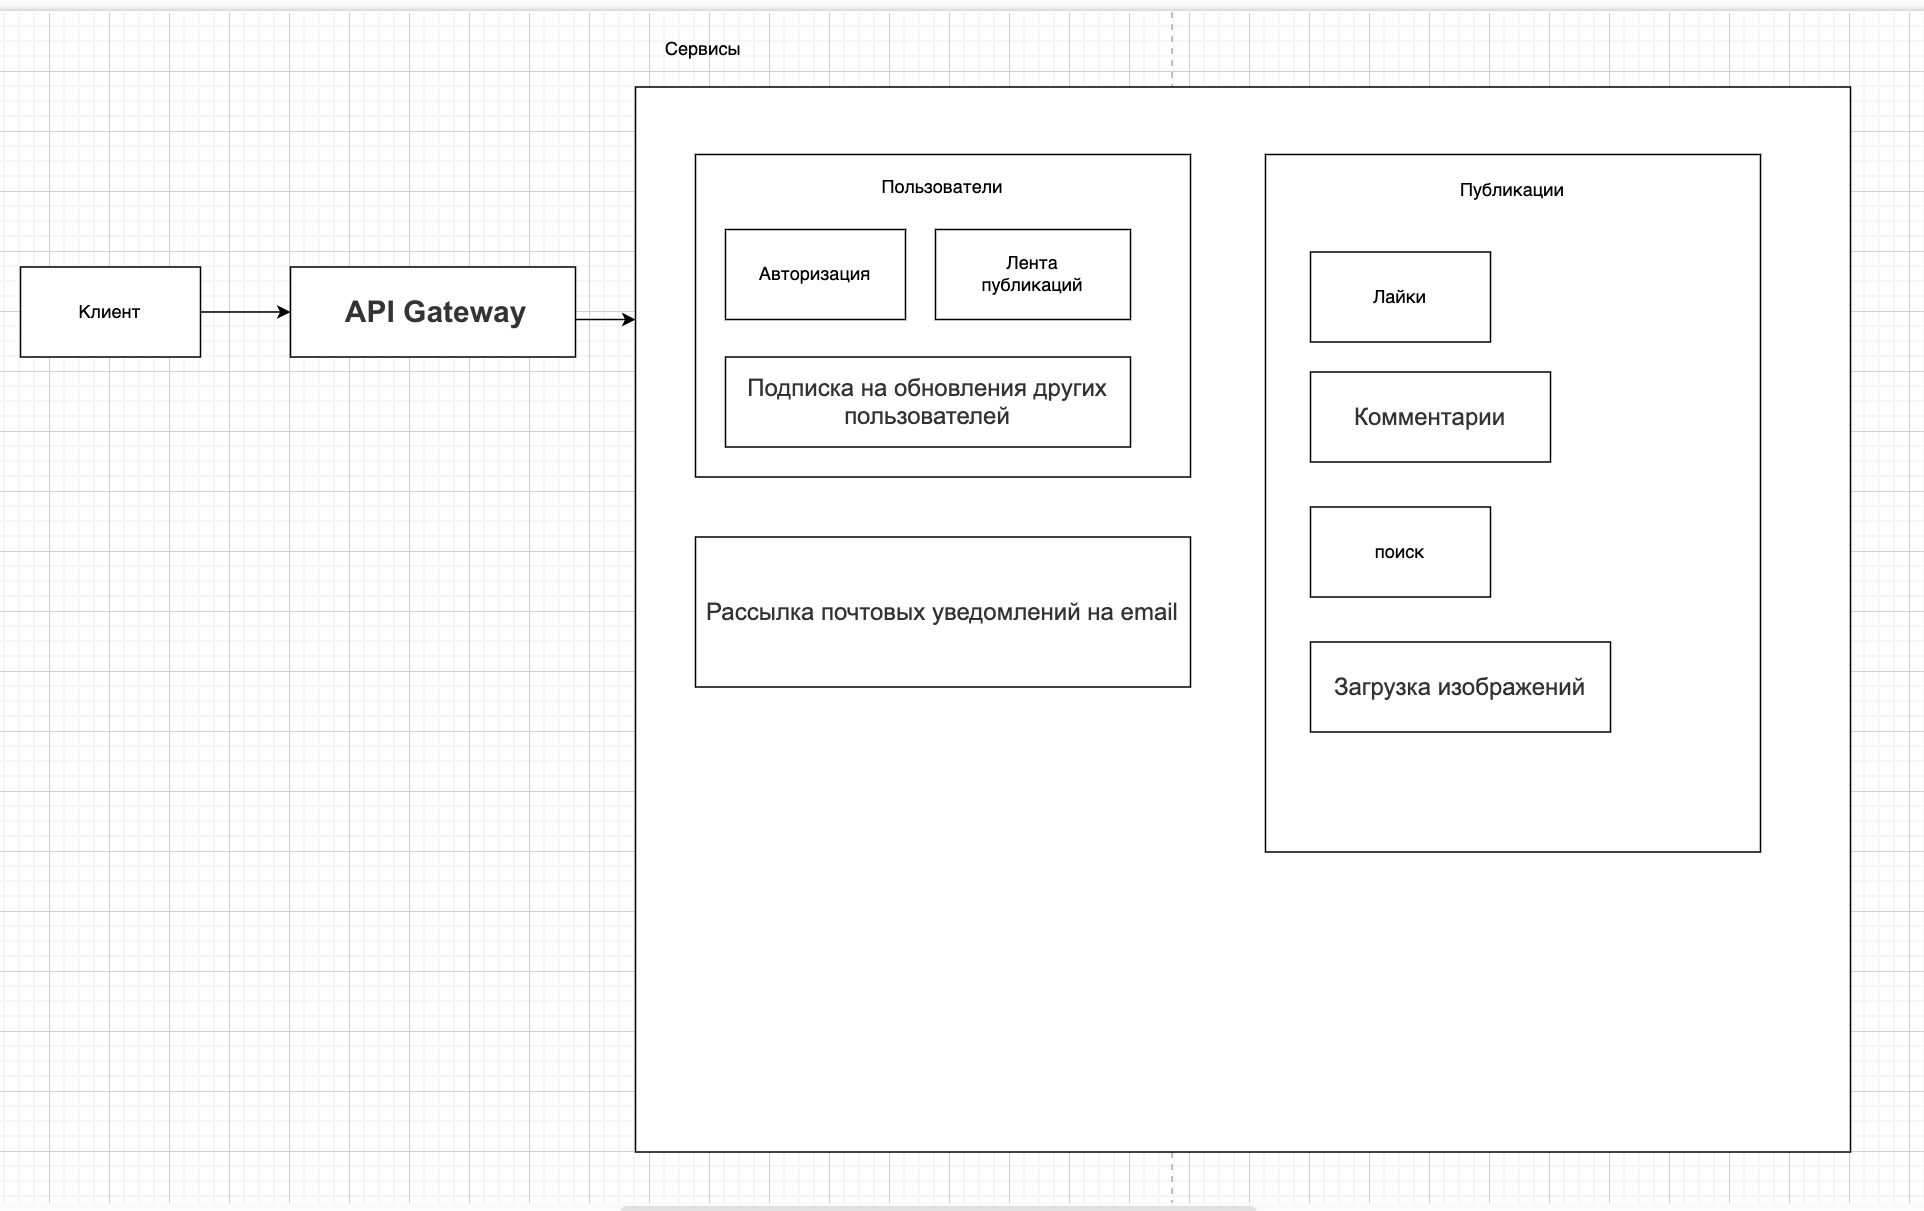 Сервисы
Пользователи
Авторизация
Лента
публикаций
Подписка на обновления других
пользователей
Рассылка почтовых уведомлений на email
Публикации
Лайки
Комментарии
поиск
Загрузка изображений
Клиент
API Gateway